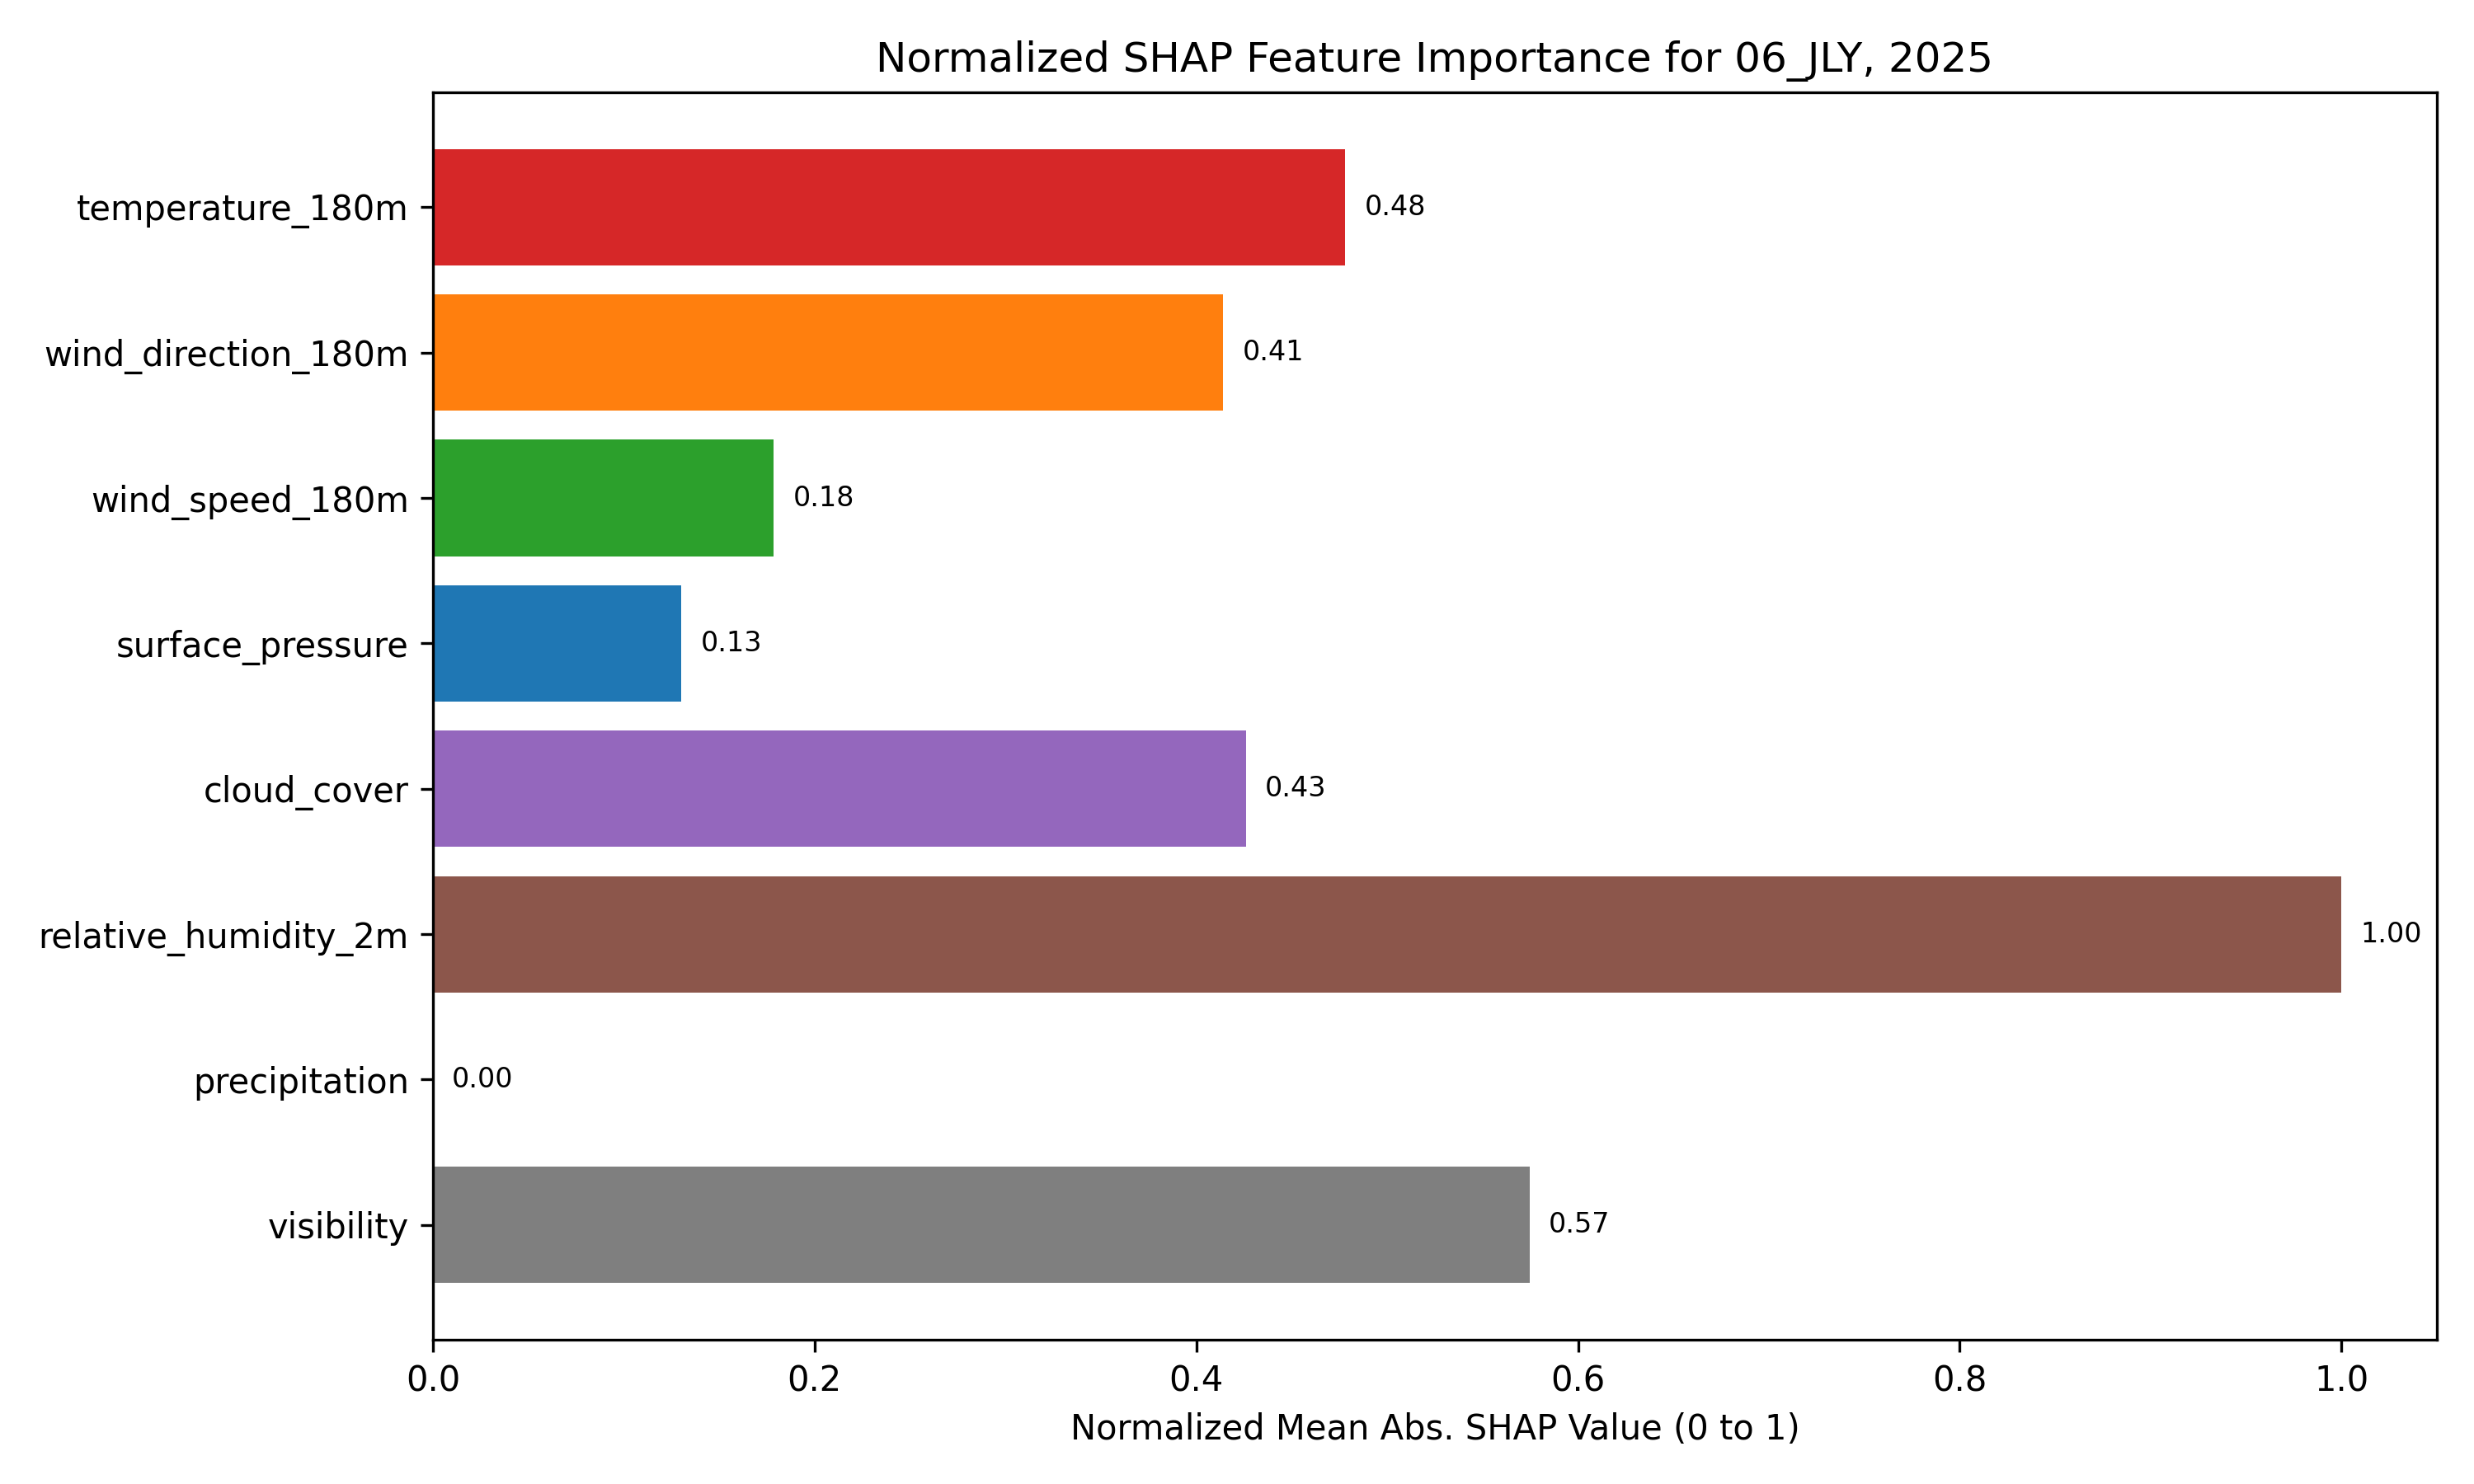 Normalized SHAP Feature Importance for 06_JLY, 2025
temperature_180m
0.48
wind_direction_180m
0.41
wind_speed_180m
0.18
surface_pressure
0.13
cloud_cover
0.43
relative_humidity_2m
1.00
precipitation
0.00
visibility
0.57
0.0 0.2 0.4 0.6 0.8 1.0
Normalized Mean Abs. SHAP Value (0 to 1)